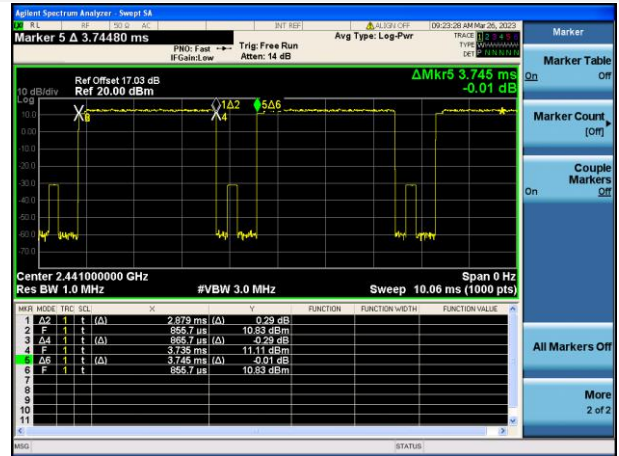 Agilent Spectrum Analyzer - Swept SA
RL RF 50 Ω AC INT REF ALIGN OFF 09:23:28 AM Mar 26, 2023
Marker 5 Δ 3.74480 ms
PNO: Fast
IFGain:Low
Trig: Free Run
Atten: 14 dB
Avg Type: Log-Pwr
TRACE 1 2 3 4 5 6
TYPE WWWWWW
DET P N N N N N
Ref Offset 17.03 dB
10 dB/div Ref 20.00 dBm
Log
ΔMkr5 3.745 ms
-0.01 dB
10.0
0.00
-10.0
-20.0
-30.0
-40.0
-50.0
-60.0
-70.0
1Δ2
5Δ6
4
Center 2.441000000 GHz Span 0 Hz
Res BW 1.0 MHz #VBW 3.0 MHz Sweep 10.06 ms (1000 pts)
MKR MODE TRC SCL X Y FUNCTION FUNCTION WIDTH FUNCTION VALUE
1 Δ2 1 t (Δ) 2.879 ms (Δ) 0.29 dB
2 F 1 t 855.7 µs 10.83 dBm
3 Δ4 1 t (Δ) 865.7 µs (Δ) -0.29 dB
4 F 1 t 3.735 ms 11.11 dBm
5 Δ6 1 t (Δ) 3.745 ms (Δ) -0.01 dB
6 F 1 t 855.7 µs 10.83 dBm
7
8
9
10
11
MSG STATUS
Marker
Marker Table
On Off
Marker Count
[Off]
Couple
Markers
On Off
All Markers Off
More
2 of 2